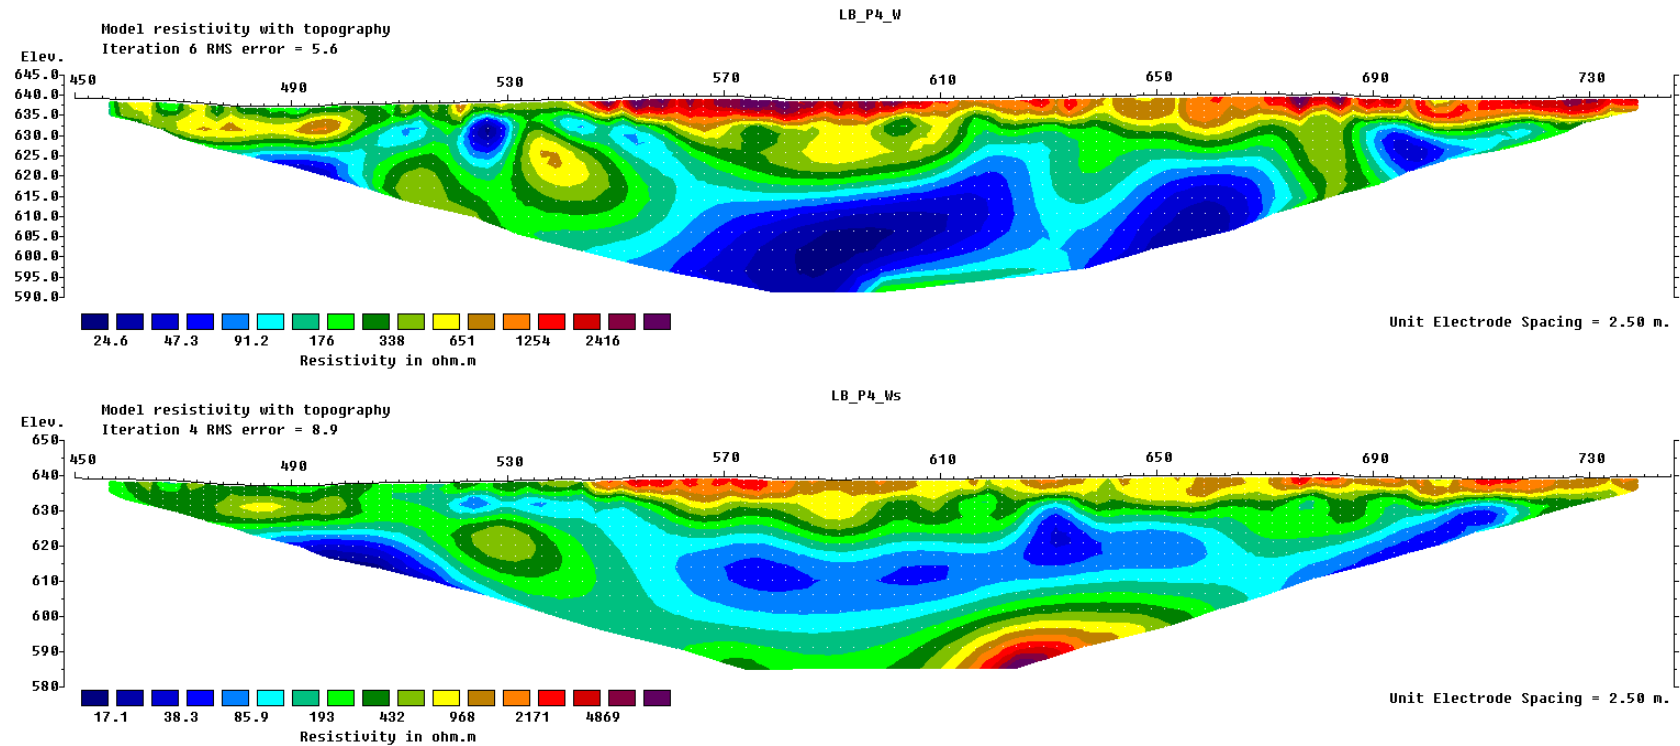 LB_P4_W
Model resistivity with topography
Iteration 6 RMS error = 5.6
Elev.
645.0
640.0
635.0
630.0
625.0
620.0
615.0
610.0
605.0
600.0
595.0
590.0
450 490 530 570 610 650 690 730
24.6 47.3 91.2 176 338 651 1254 2416
Resistivity in ohm.m
Unit Electrode Spacing = 2.50 m.
LB_P4_Ws
Model resistivity with topography
Iteration 4 RMS error = 8.9
Elev.
650
640
630
620
610
600
590
580
450 490 530 570 610 650 690 730
17.1 38.3 85.9 193 432 968 2171 4869
Resistivity in ohm.m
Unit Electrode Spacing = 2.50 m.